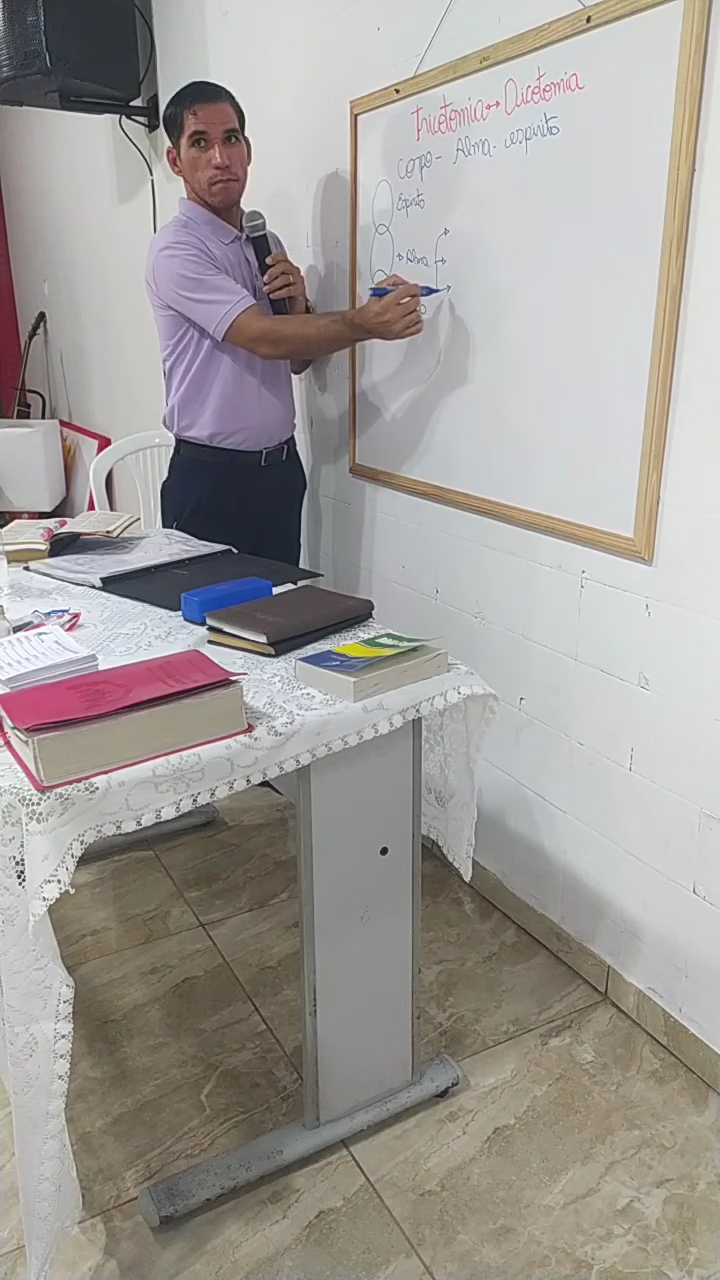 Tricotomia ↔ Dicotomia
Corpo - Alma - espirito
Espirito
→ Alma